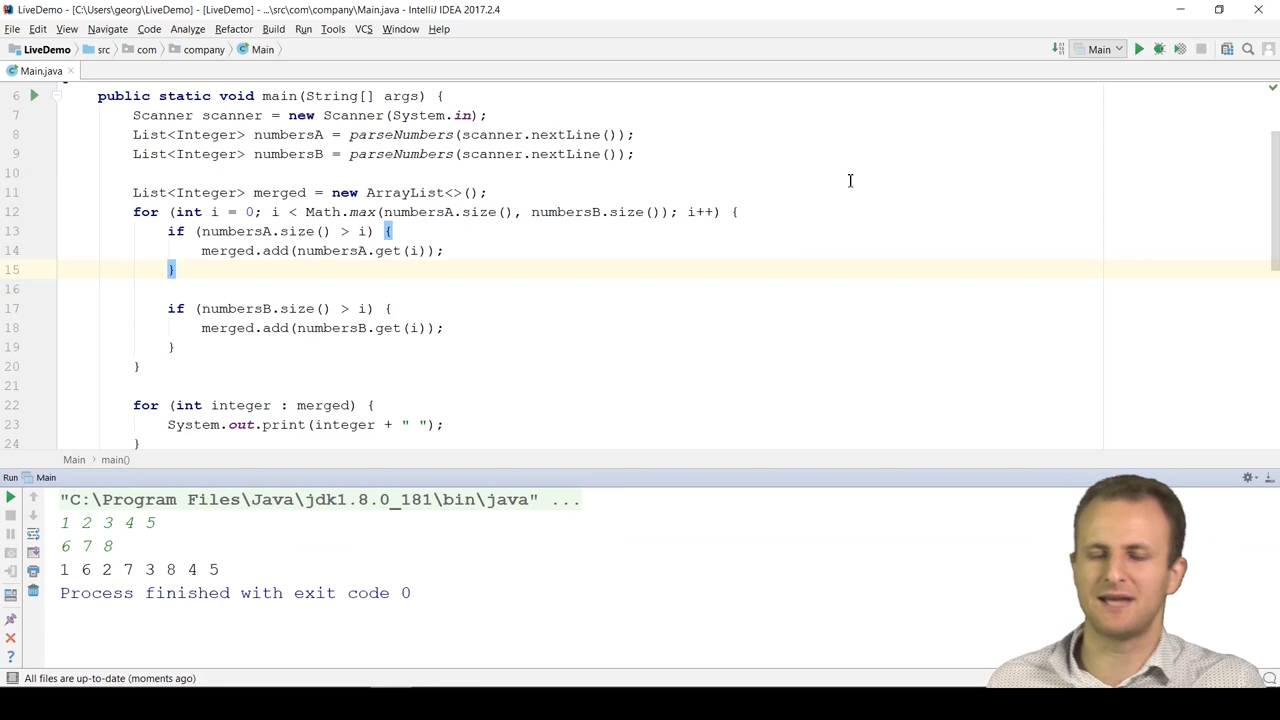 LiveDemo - [C:\Users\georg\LiveDemo] - [LiveDemo] - ...\src\com\company\Main.java - IntelliJ IDEA 2017.2.4
File Edit View Navigate Code Analyze Refactor Build Run Tools VCS Window Help
LiveDemo src com company Main Main
Main.java
6 public static void main(String[] args) {
7 Scanner scanner = new Scanner(System.in);
8 List<Integer> numbersA = parseNumbers(scanner.nextLine());
9 List<Integer> numbersB = parseNumbers(scanner.nextLine());
10
11 List<Integer> merged = new ArrayList<>();
12 for (int i = 0; i < Math.max(numbersA.size(), numbersB.size()); i++) {
13 if (numbersA.size() > i) {
14 merged.add(numbersA.get(i));
15 }
16
17 if (numbersB.size() > i) {
18 merged.add(numbersB.get(i));
19 }
20 }
21
22 for (int integer : merged) {
23 System.out.print(integer + " ");
24 }
Main main()
Run Main
"C:\Program Files\Java\jdk1.8.0_181\bin\java" ...
1 2 3 4 5
6 7 8
1 6 2 7 3 8 4 5
Process finished with exit code 0
All files are up-to-date (moments ago)